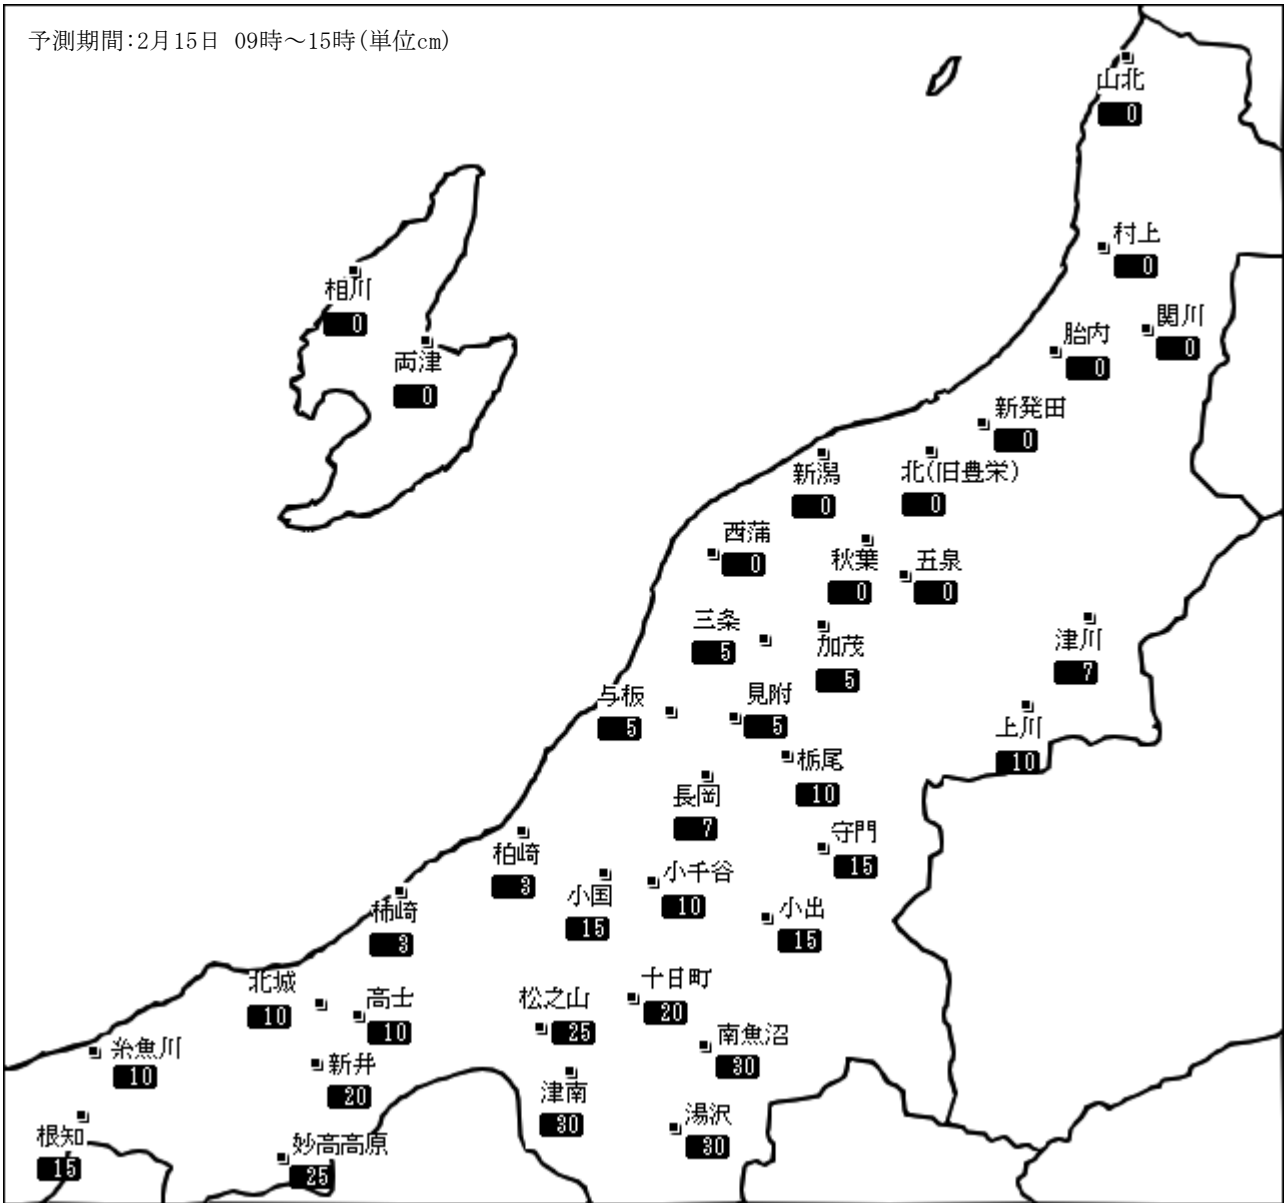 予測期間:2月15日 09時～15時(単位cm)
山北
0
村上
0
相川
0
関川
0
胎内
0
両津
0
新発田
0
新潟
0
北(旧豊栄)
0
西蒲
0
秋葉
0
五泉
0
三条
5
加茂
5
津川
7
与板
5
見附
5
上川
10
栃尾
10
長岡
7
守門
15
柏崎
3
小千谷
10
小国
15
小出
15
柿崎
3
北城
10
高士
10
松之山
25
十日町
20
南魚沼
30
糸魚川
10
新井
20
津南
30
湯沢
30
根知
15
妙高高原
25